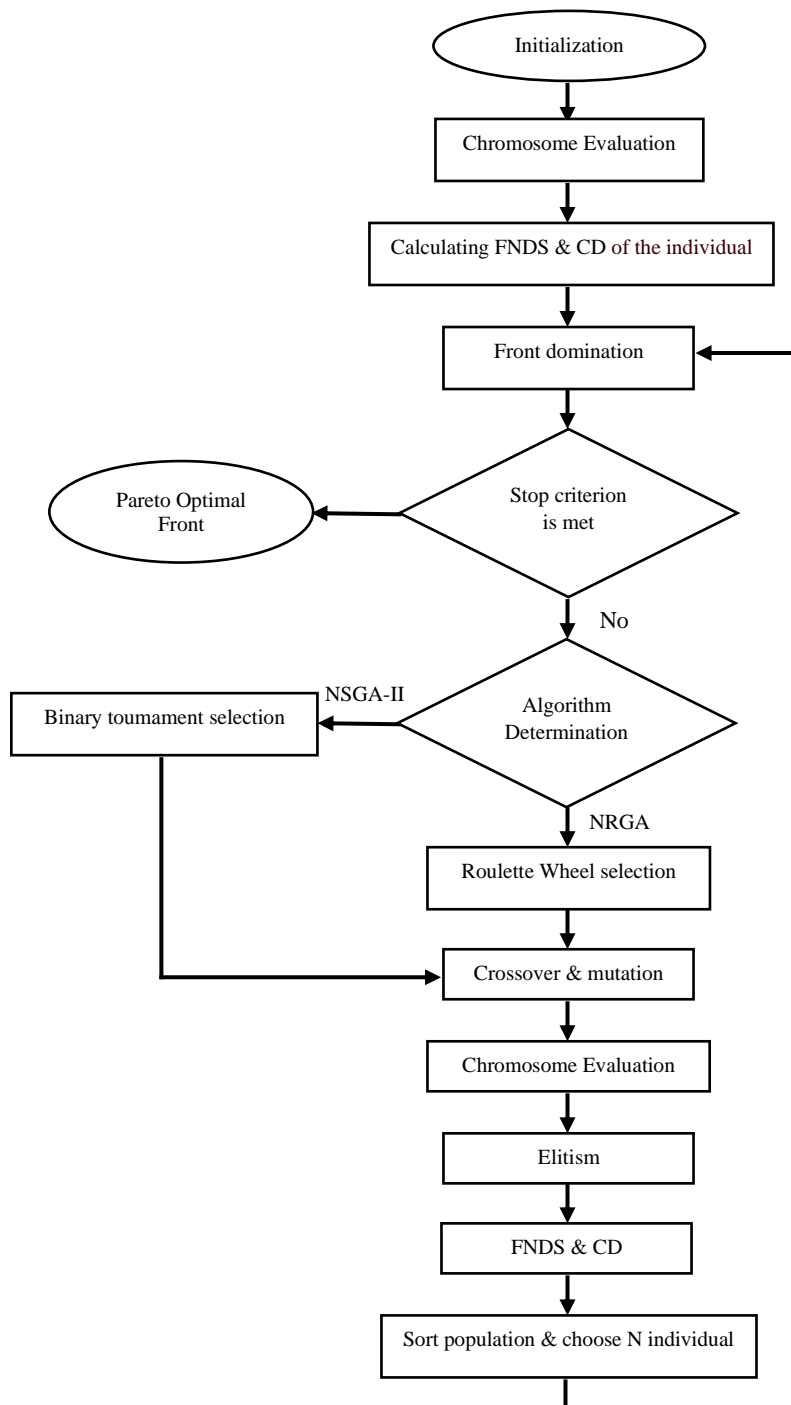 Initialization
Chromosome Evaluation
Calculating FNDS & CD of the individual
Front domination
Stop criterion
is met
Pareto Optimal
Front
No
Algorithm
Determination
NSGA-II
Binary toumament selection
NRGA
Roulette Wheel selection
Crossover & mutation
Chromosome Evaluation
Elitism
FNDS & CD
Sort population & choose N individual